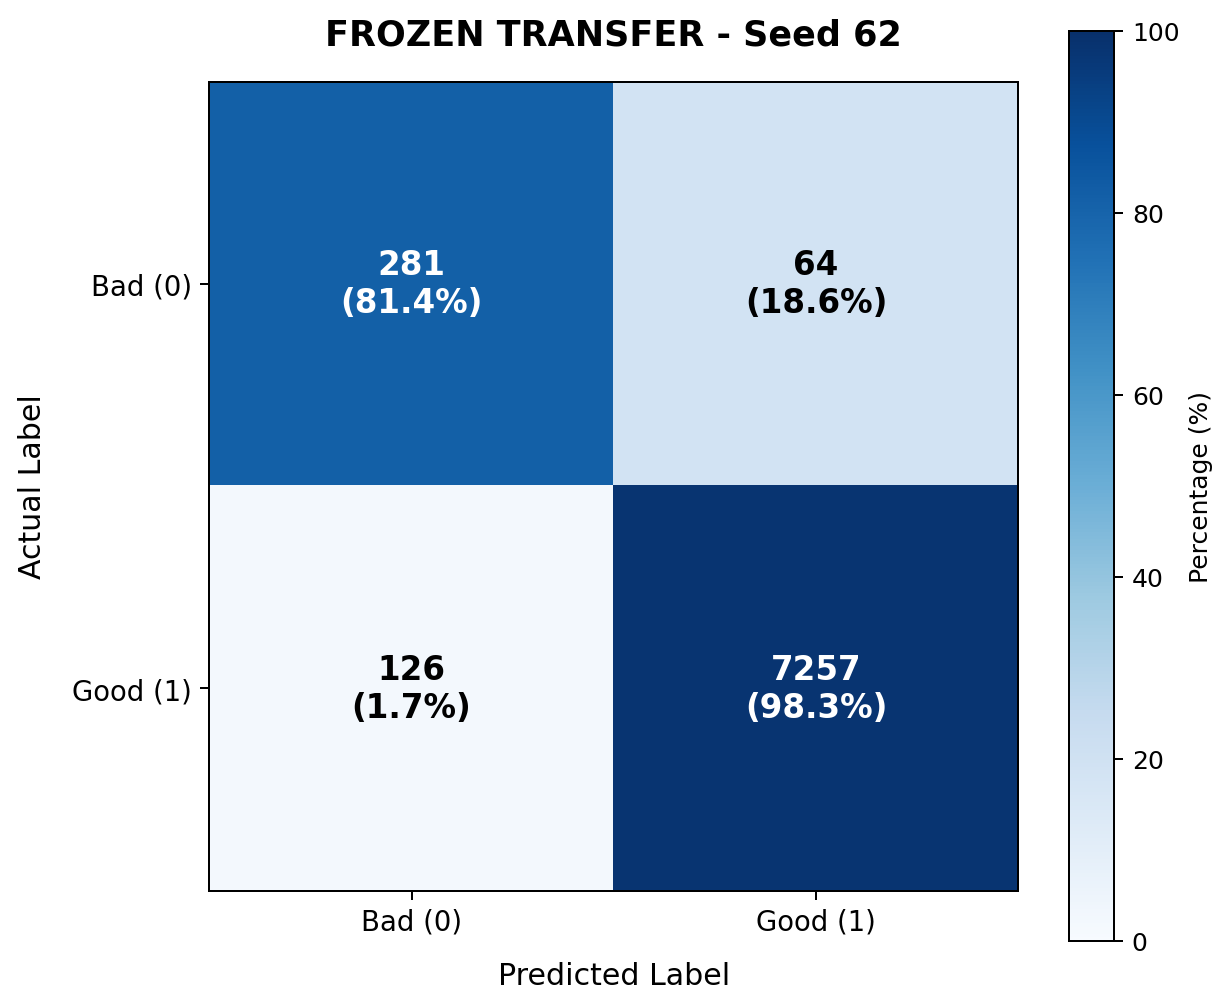 FROZEN TRANSFER - Seed 62
Actual Label
Bad (0)
281
(81.4%)
64
(18.6%)
Good (1)
126
(1.7%)
7257
(98.3%)
Bad (0)
Good (1)
Predicted Label
100
80
60
40
20
0
Percentage (%)